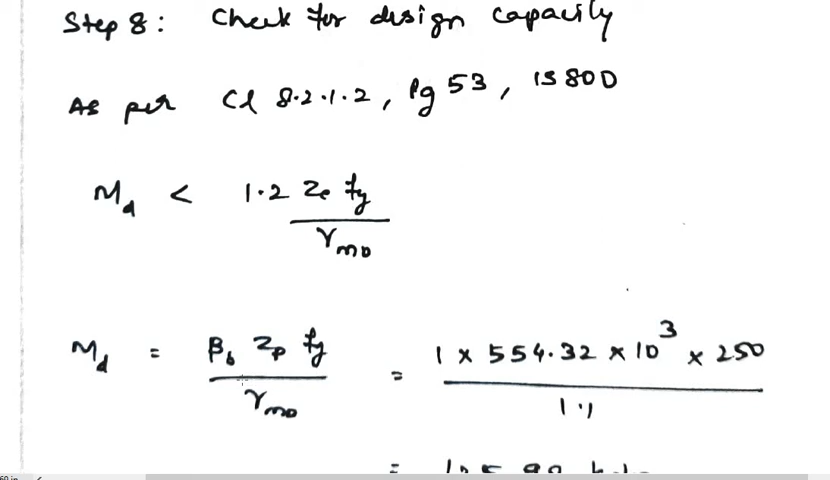 Step 8: Check for design capacity
As per Cl 8.2.1.2, Pg 53, IS 800
Md < 1.2 Ze fy / γm0
Md = βb Zp fy / γm0 = 1 × 554.32 × 10³ × 250 / 1.1
=